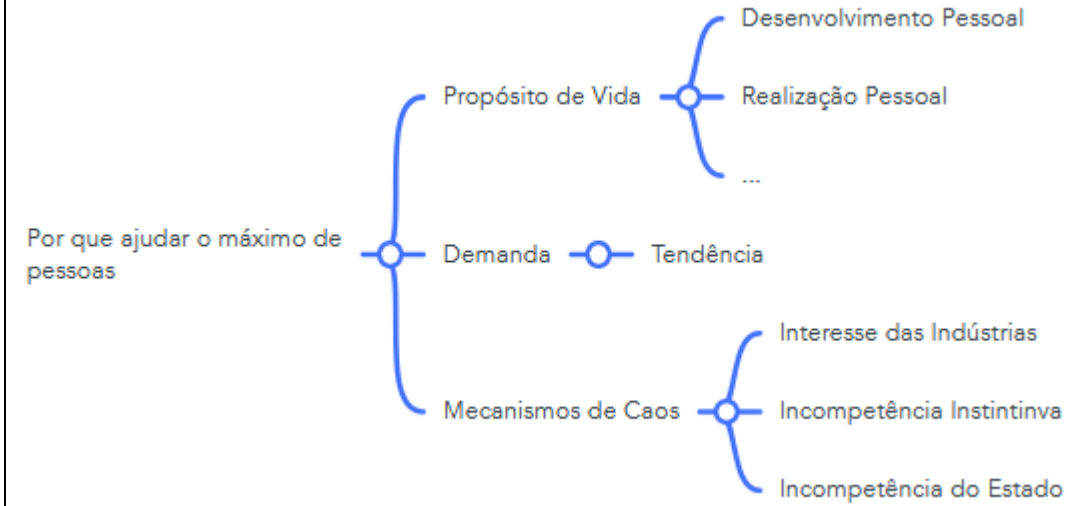 Desenvolvimento Pessoal
Propósito de Vida
Realização Pessoal
...
Por que ajudar o máximo de
pessoas
Demanda
Tendência
Interesse das Indústrias
Mecanismos de Caos
Incompetência Instintinva
Incompetência do Estado